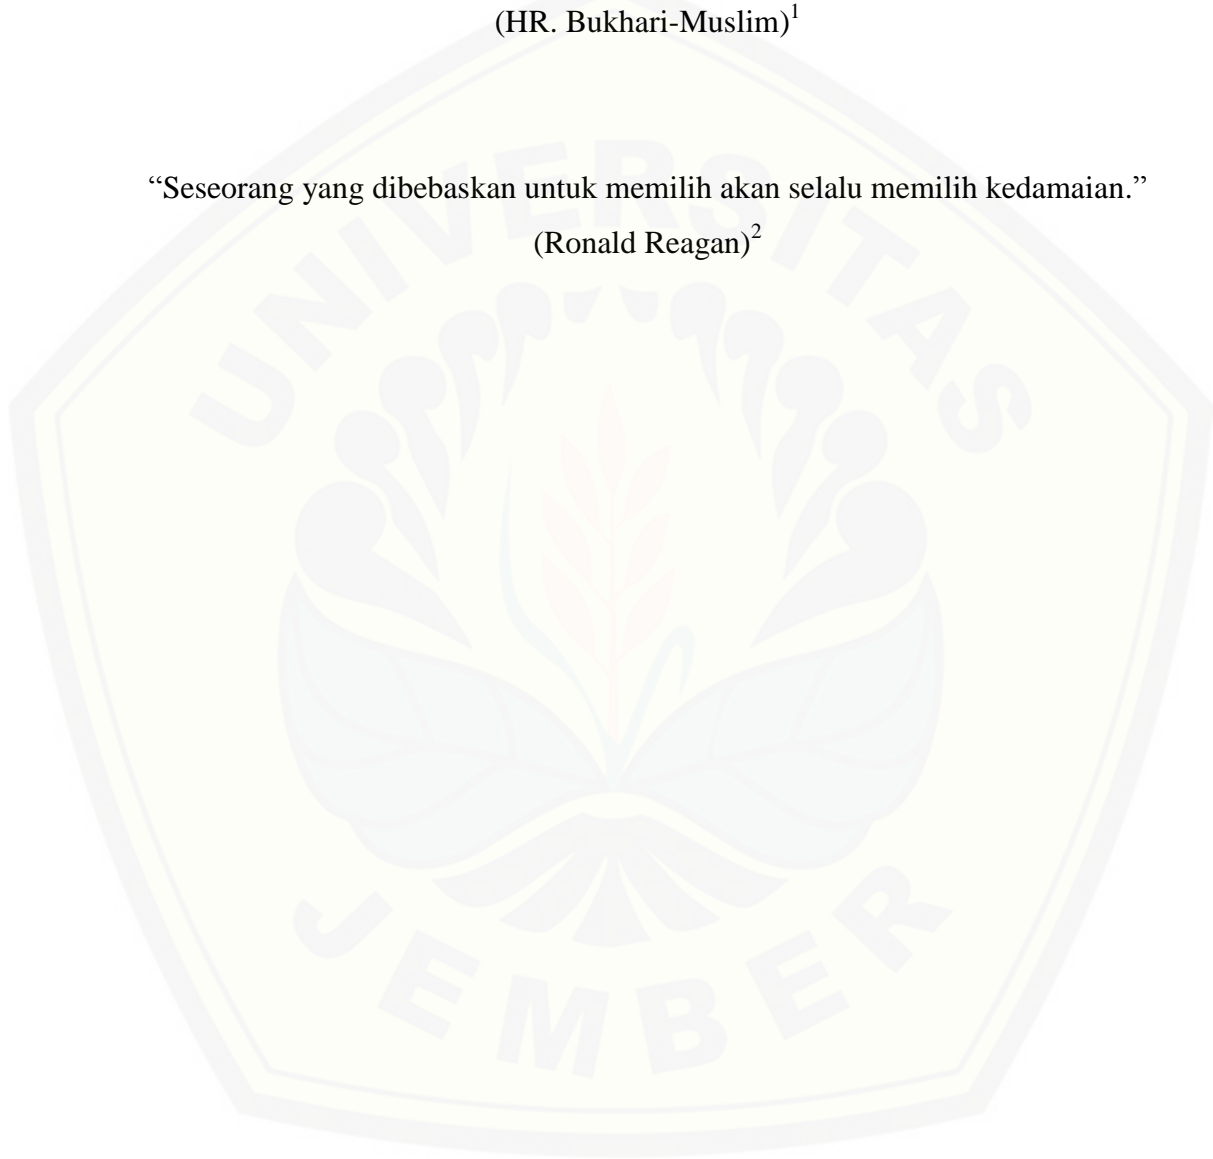 (HR. Bukhari-Muslim)¹
“Seseorang yang dibebaskan untuk memilih akan selalu memilih kedamaian.”
(Ronald Reagan)²
UNIVERSITAS
JEMBER